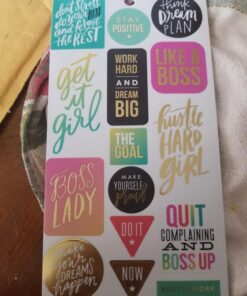 don't stress
do your BEST
and forget
THE REST
STAY
POSITIVE
think
DREAM
PLAN
get
it
girl
WORK
HARD
AND
DREAM
BIG
LIKE A
BOSS
THE
GOAL
hustle
HARD
GIRL
BOSS
LADY
MAKE
YOURSELF
proud
DO IT
QUIT
COMPLAINING
AND
BOSS UP
make
your
DREAMS
happen
NOW
WORK